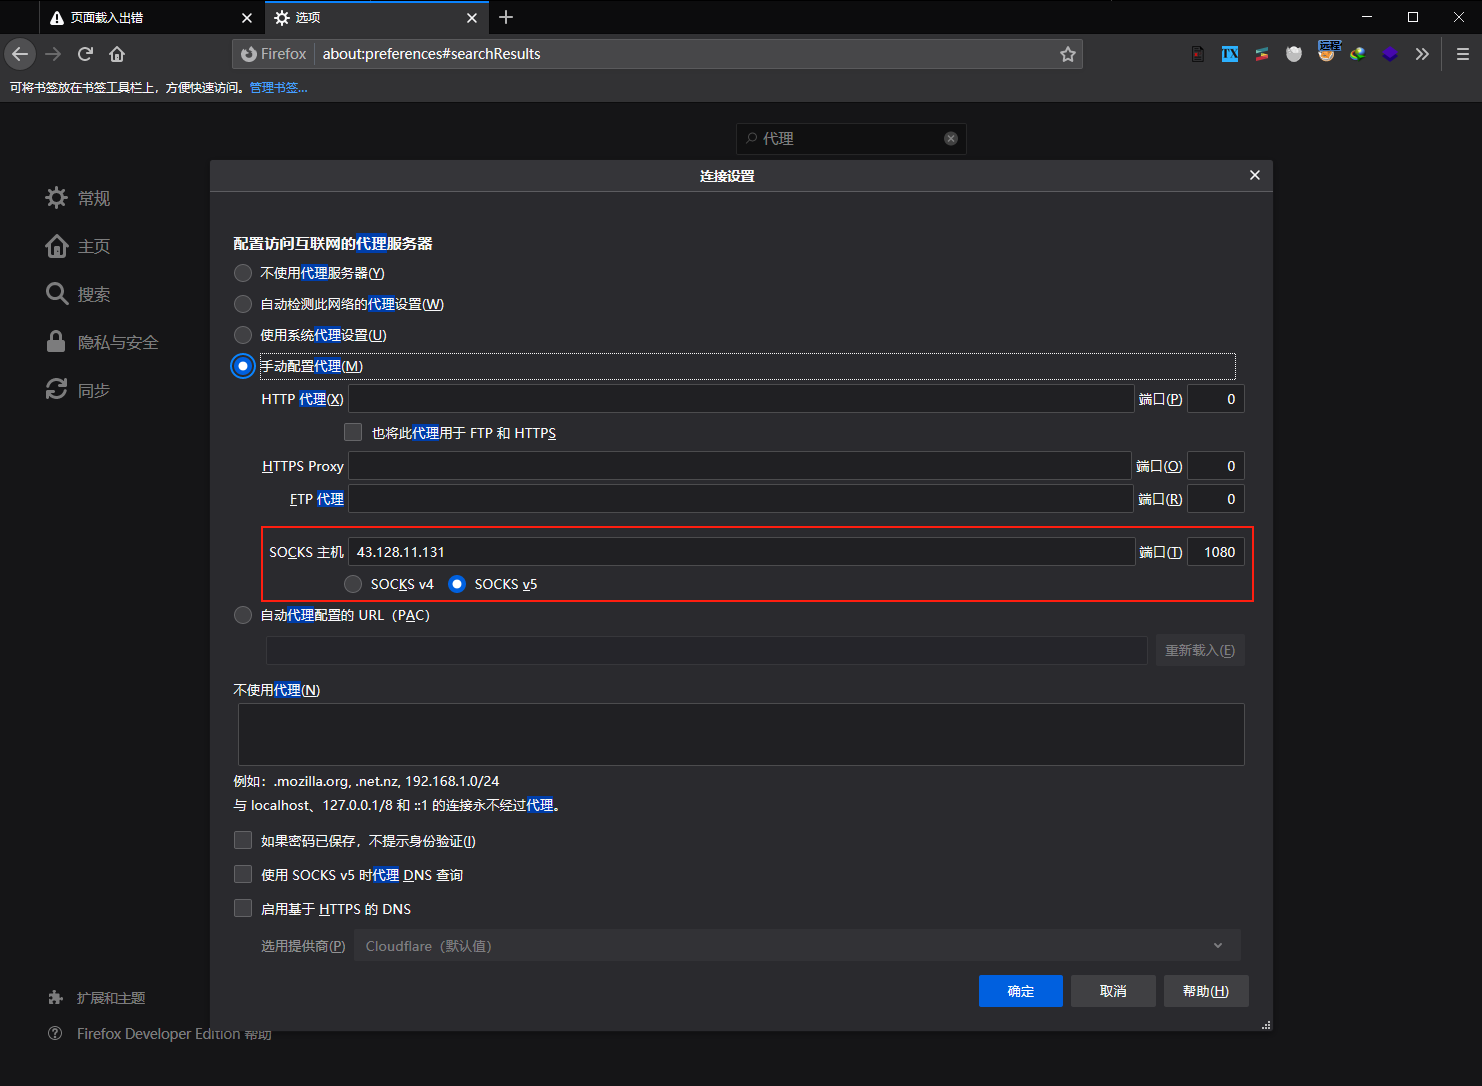 页面载入出错
选项
Firefox
about:preferences#searchResults
TX
远程
可将书签放在书签工具栏上，方便快速访问。管理书签...
代理
连接设置
常规
主页
搜索
隐私与安全
同步
配置访问互联网的代理服务器
不使用代理服务器(Y)
自动检测此网络的代理设置(W)
使用系统代理设置(U)
手动配置代理(M)
HTTP 代理(X) 端口(P) 0
也将此代理用于 FTP 和 HTTPS
HTTPS Proxy 端口(O) 0
FTP 代理 端口(R) 0
SOCKS 主机 43.128.11.131 端口(T) 1080
SOCKS v4 SOCKS v5
自动代理配置的 URL（PAC）
重新载入(E)
不使用代理(N)
例如：.mozilla.org, .net.nz, 192.168.1.0/24
与 localhost、127.0.0.1/8 和 ::1 的连接永不经过代理。
如果密码已保存，不提示身份验证(I)
使用 SOCKS v5 时代理 DNS 查询
启用基于 HTTPS 的 DNS
选用提供商(P) Cloudflare（默认值）
确定 取消 帮助(H)
扩展和主题
Firefox Developer Edition 帮助